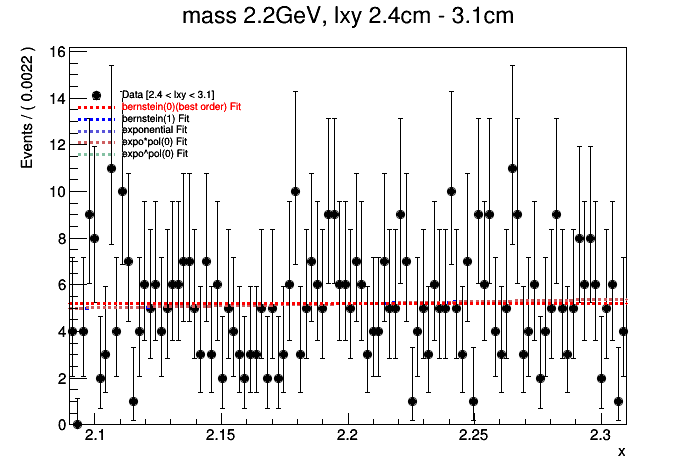 mass 2.2GeV, lxy 2.4cm - 3.1cm
Events / ( 0.0022 )
16
14
12
10
8
6
4
2
0
Data [2.4 < lxy < 3.1]
bernstein(0)(best order) Fit
bernstein(1) Fit
exponential Fit
expo*pol(0) Fit
expo^pol(0) Fit
2.1 2.15 2.2 2.25 2.3
x